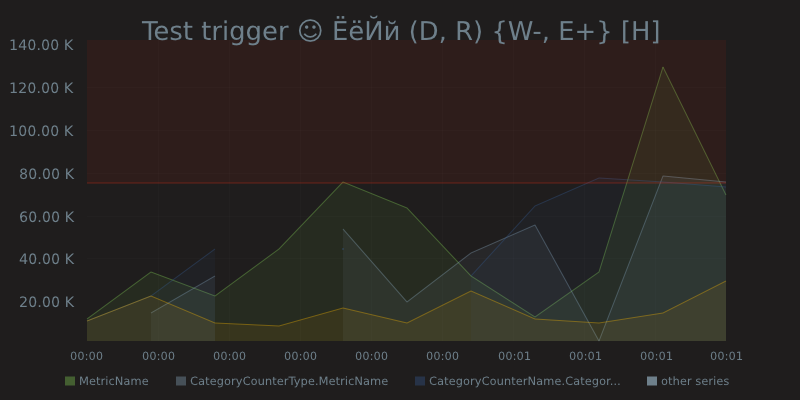 Test trigger ☺ ЁёЙй (D, R) {W-, E+} [H]
140.00 K
120.00 K
100.00 K
80.00 K
60.00 K
40.00 K
20.00 K
00:00 00:00 00:00 00:00 00:00 00:00 00:01 00:01 00:01 00:01
MetricName CategoryCounterType.MetricName CategoryCounterName.Categor... other series